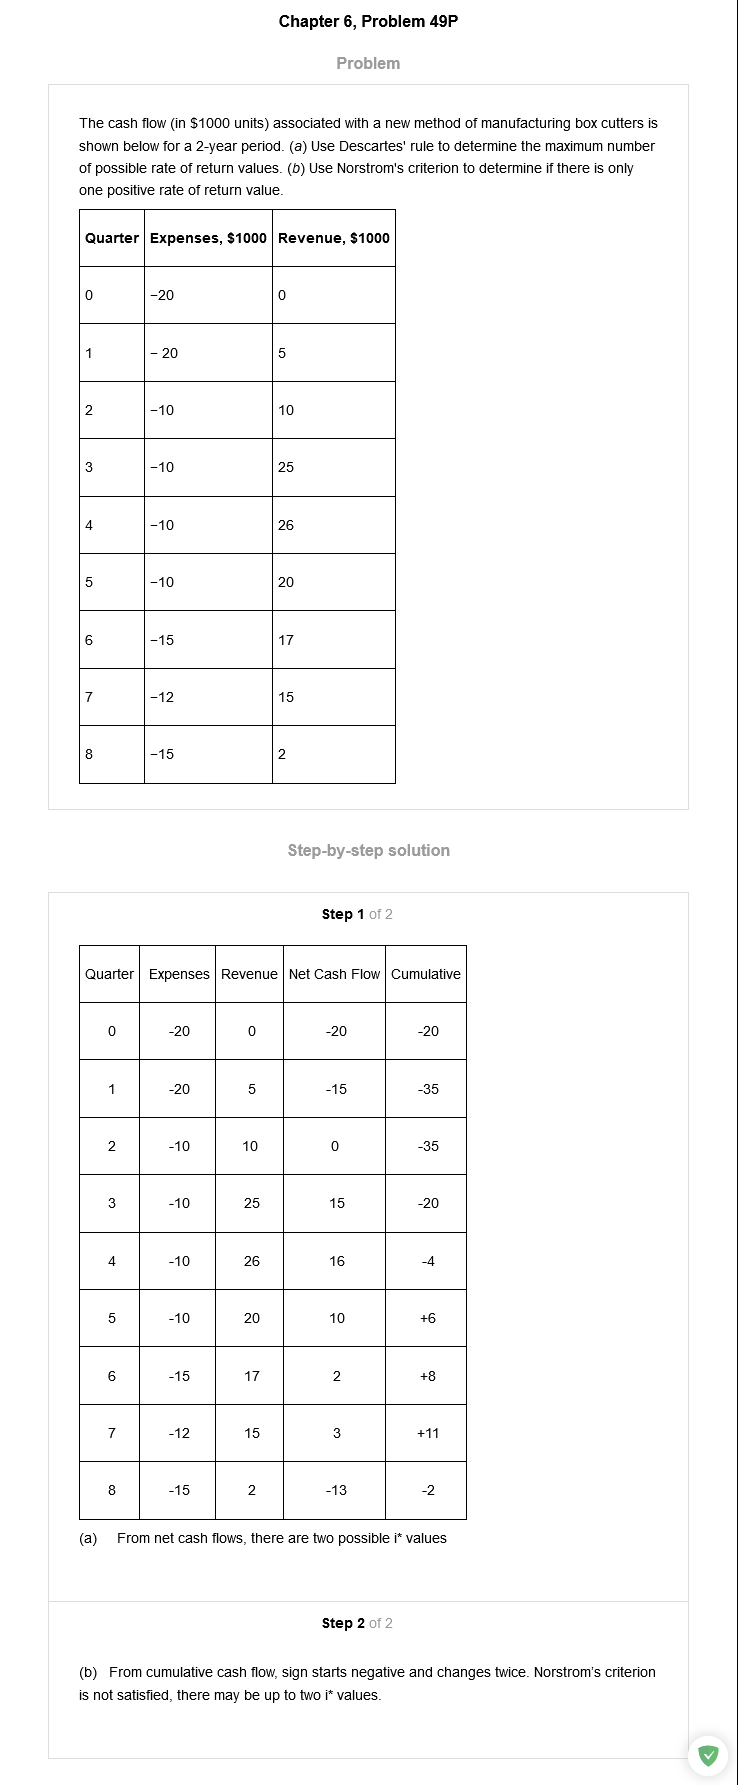 Chapter 6, Problem 49P
Problem
The cash flow (in $1000 units) associated with a new method of manufacturing box cutters is
shown below for a 2-year period. (a) Use Descartes' rule to determine the maximum number
of possible rate of return values. (b) Use Norstrom's criterion to determine if there is only
one positive rate of return value.
Quarter Expenses, $1000 Revenue, $1000
0 −20 0
1 − 20 5
2 −10 10
3 −10 25
4 −10 26
5 −10 20
6 −15 17
7 −12 15
8 −15 2
Step-by-step solution
Step 1 of 2
Quarter Expenses Revenue Net Cash Flow Cumulative
0 -20 0 -20 -20
1 -20 5 -15 -35
2 -10 10 0 -35
3 -10 25 15 -20
4 -10 26 16 -4
5 -10 20 10 +6
6 -15 17 2 +8
7 -12 15 3 +11
8 -15 2 -13 -2
(a) From net cash flows, there are two possible i* values
Step 2 of 2
(b) From cumulative cash flow, sign starts negative and changes twice. Norstrom's criterion
is not satisfied, there may be up to two i* values.